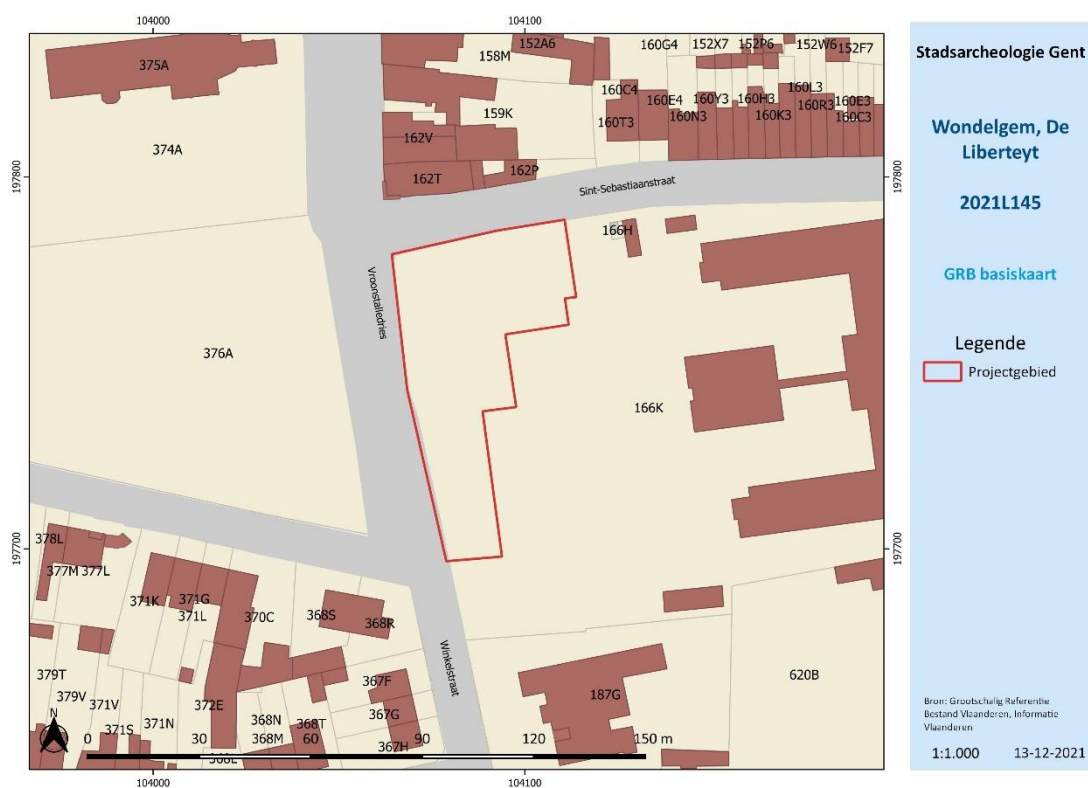 104000
104100
375A
158M
152A6
160G4
152X7
152P6
152W6
152F7
160C4
160E4
160Y3
160H3
160L3
160R3
160E3
160T3
160N3
160K3
160C3
159K
162V
162T
162P
374A
197800
197800
Sint-Sebastiaanstraat
166H
Vroonstalledries
376A
166K
197700
197700
378L
377M
377L
371K
371G
371L
370C
368S
368R
Winkelstraat
379T
379V
371V
371S
371N
372E
368N
368M
368T
367F
367G
367H
187G
620B
N
0
30
60
90
120
150 m
104000
104100
Stadsarcheologie Gent
Wondelgem, De
Liberteyt
2021L145
GRB basiskaart
Legende
Projectgebied
Bron: Grootschalig Referentie
Bestand Vlaanderen, Informatie
Vlaanderen
1:1.000
13-12-2021